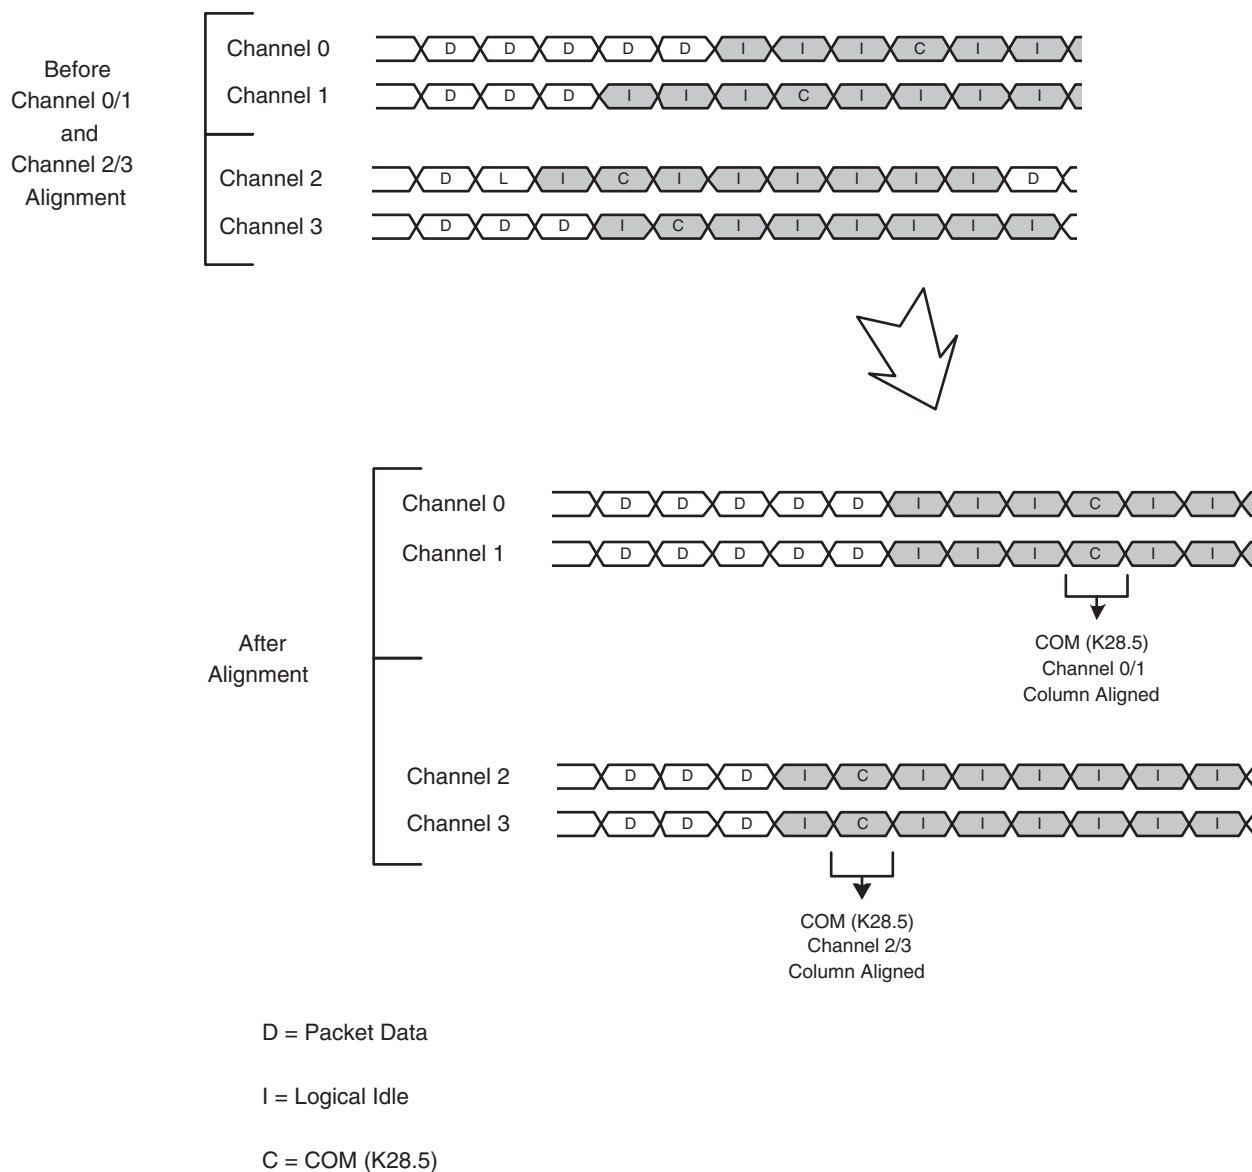 Before
Channel 0/1
and
Channel 2/3
Alignment
Channel 0 D D D D D I I I C I I
Channel 1 D D D I I I C I I I I
Channel 2 D L I C I I I I I I D
Channel 3 D D D I C I I I I I I
After
Alignment
Channel 0 D D D D D I I I C I I
Channel 1 D D D D D I I I C I I
COM (K28.5)
Channel 0/1
Column Aligned
Channel 2 D D D I C I I I I I I
Channel 3 D D D I C I I I I I I
COM (K28.5)
Channel 2/3
Column Aligned
D = Packet Data
I = Logical Idle
C = COM (K28.5)